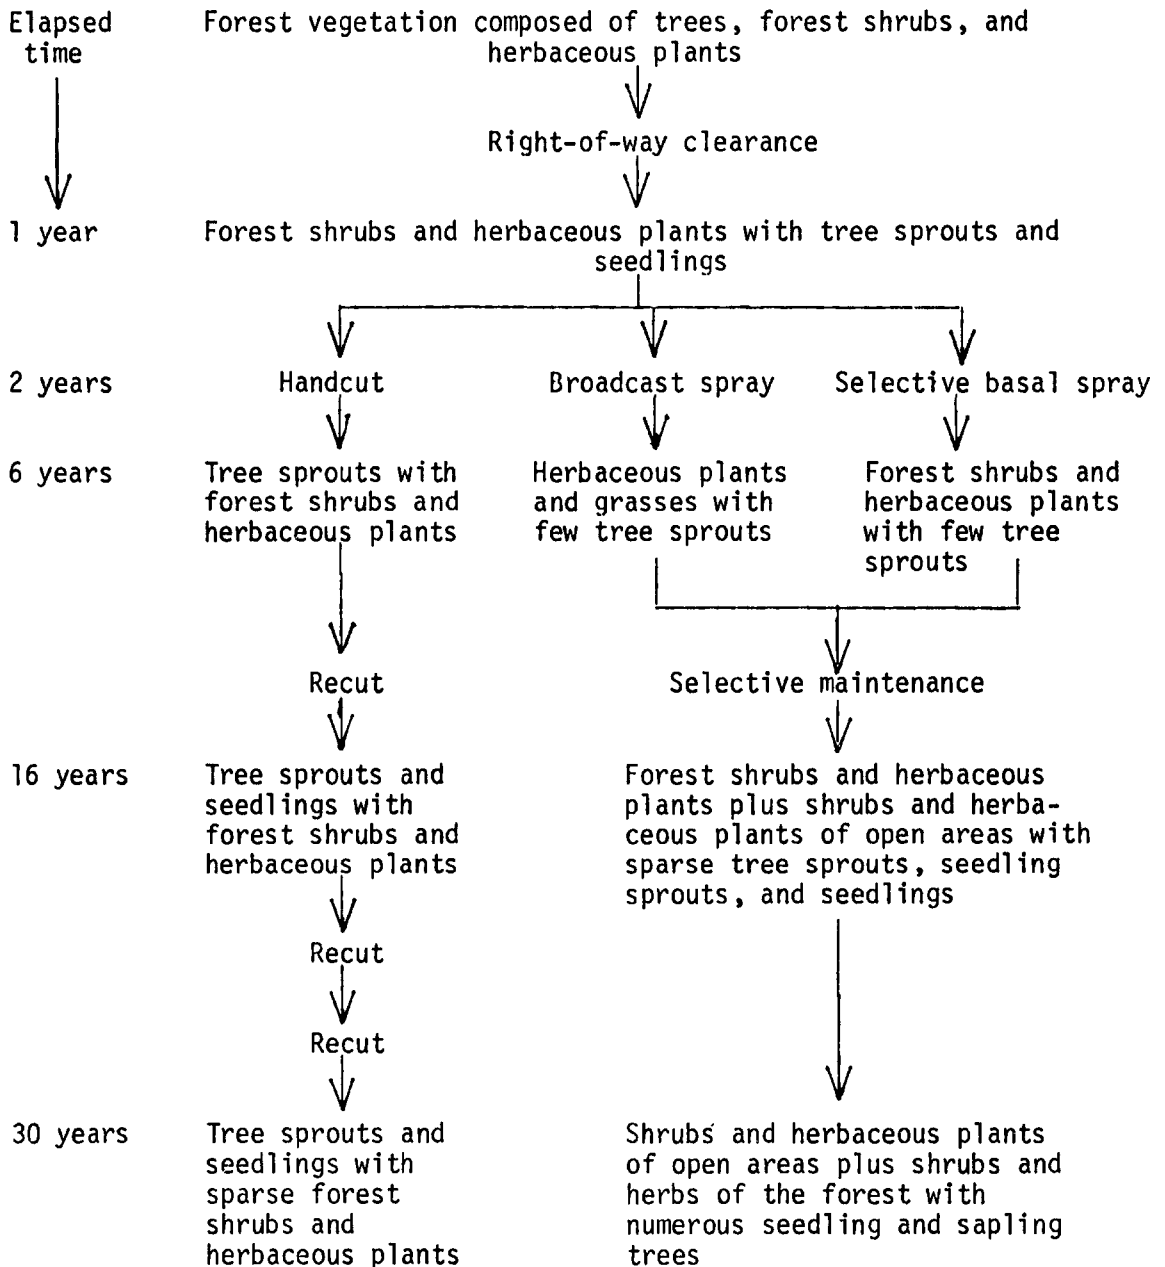 Elapsed time
Forest vegetation composed of trees, forest shrubs, and
herbaceous plants
Right-of-way clearance
1 year
Forest shrubs and herbaceous plants with tree sprouts and
seedlings
2 years
Handcut
Broadcast spray
Selective basal spray
6 years
Tree sprouts with
forest shrubs and
herbaceous plants
Herbaceous plants
and grasses with
few tree sprouts
Forest shrubs and
herbaceous plants
with few tree
sprouts
Recut
Selective maintenance
16 years
Tree sprouts and
seedlings with
forest shrubs and
herbaceous plants
Forest shrubs and herbaceous
plants plus shrubs and herba-
ceous plants of open areas with
sparse tree sprouts, seedling
sprouts, and seedlings
Recut
Recut
30 years
Tree sprouts and
seedlings with
sparse forest
shrubs and
herbaceous plants
Shrubs and herbaceous plants
of open areas plus shrubs and
herbs of the forest with
numerous seedling and sapling
trees